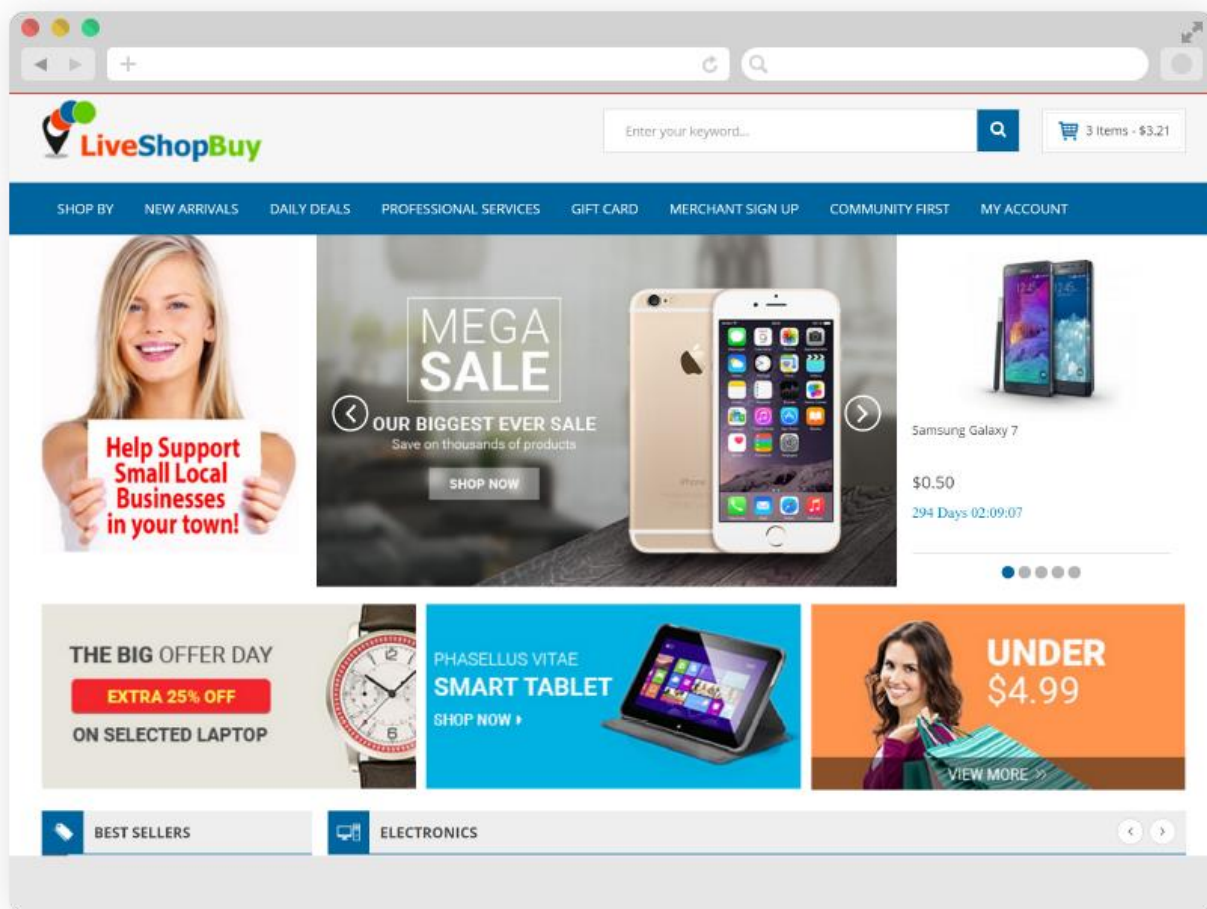 LiveShopBuy
Enter your keyword...
3 Items - $3.21
SHOP BY NEW ARRIVALS DAILY DEALS PROFESSIONAL SERVICES GIFT CARD MERCHANT SIGN UP COMMUNITY FIRST MY ACCOUNT
Help Support
Small Local
Businesses
in your town!
MEGA
SALE
OUR BIGGEST EVER SALE
Save on thousands of products
SHOP NOW
iPhone
Samsung Galaxy 7
$0.50
294 Days 02:09:07
THE BIG OFFER DAY
EXTRA 25% OFF
ON SELECTED LAPTOP
PHASELLUS VITAE
SMART TABLET
SHOP NOW
UNDER
$4.99
VIEW MORE »
BEST SELLERS
ELECTRONICS